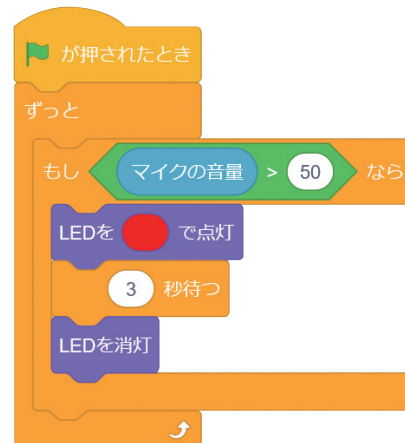 が押されたとき
ずっと
もし マイクの音量 > 50 なら
LEDを で点灯
3 秒待つ
LEDを消灯